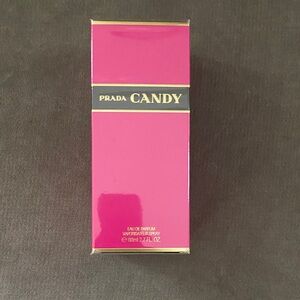 PRADA CANDY
EAU DE PARFUM
VAPORISATEUR SPRAY
℮ 80ml 2.7 FL.OZ.